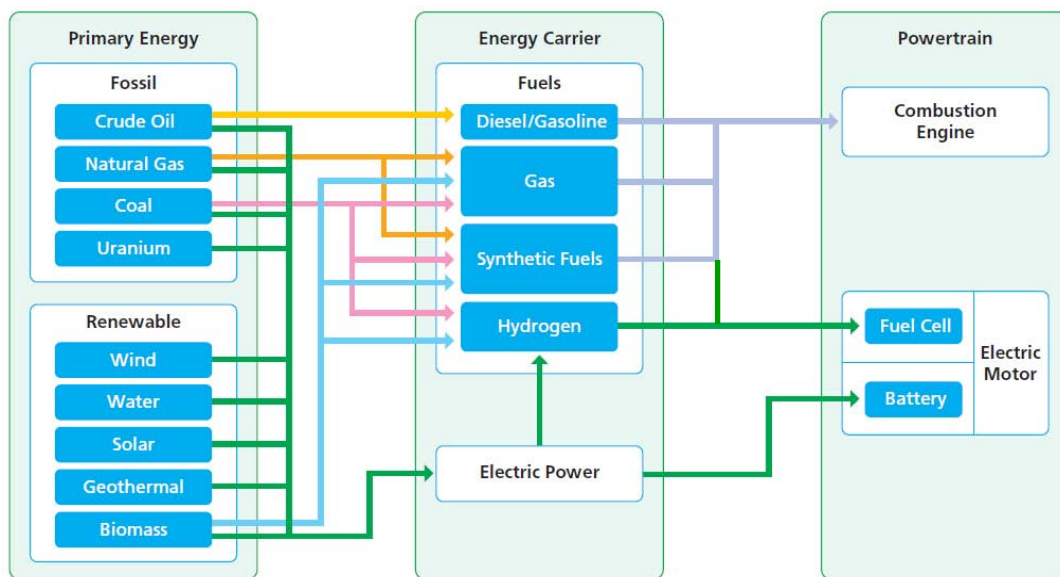 Primary Energy
Fossil
Crude Oil
Natural Gas
Coal
Uranium
Renewable
Wind
Water
Solar
Geothermal
Biomass
Energy Carrier
Fuels
Diesel/Gasoline
Gas
Synthetic Fuels
Hydrogen
Electric Power
Powertrain
Combustion
Engine
Fuel Cell
Battery
Electric
Motor